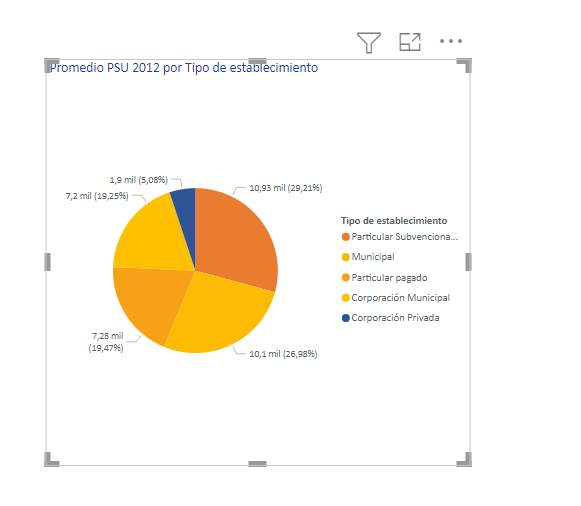 Promedio PSU 2012 por Tipo de establecimiento
1,9 mil (5,08%)
10,93 mil (29,21%)
7,2 mil (19,25%)
7,28 mil
(19,47%)
10,1 mil (26,98%)
Tipo de establecimiento
Particular Subvenciona...
Municipal
Particular pagado
Corporación Municipal
Corporación Privada